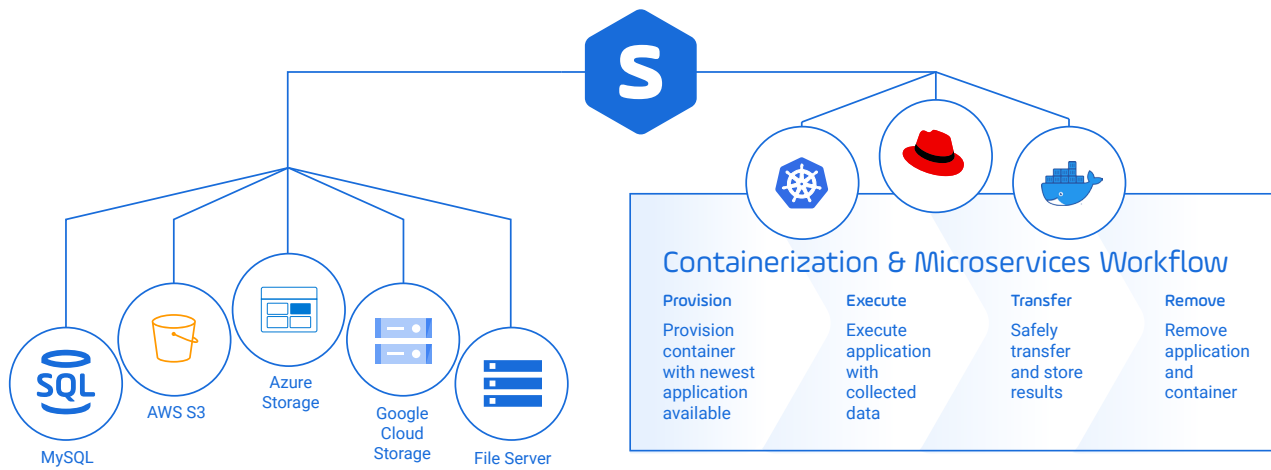 S
SQL
MySQL
AWS S3
Azure
Storage
Google
Cloud
Storage
File Server
Containerization & Microservices Workflow
Provision
Provision
container
with newest
application
available
Execute
Execute
application
with
collected
data
Transfer
Safely
transfer
and store
results
Remove
Remove
application
and
container